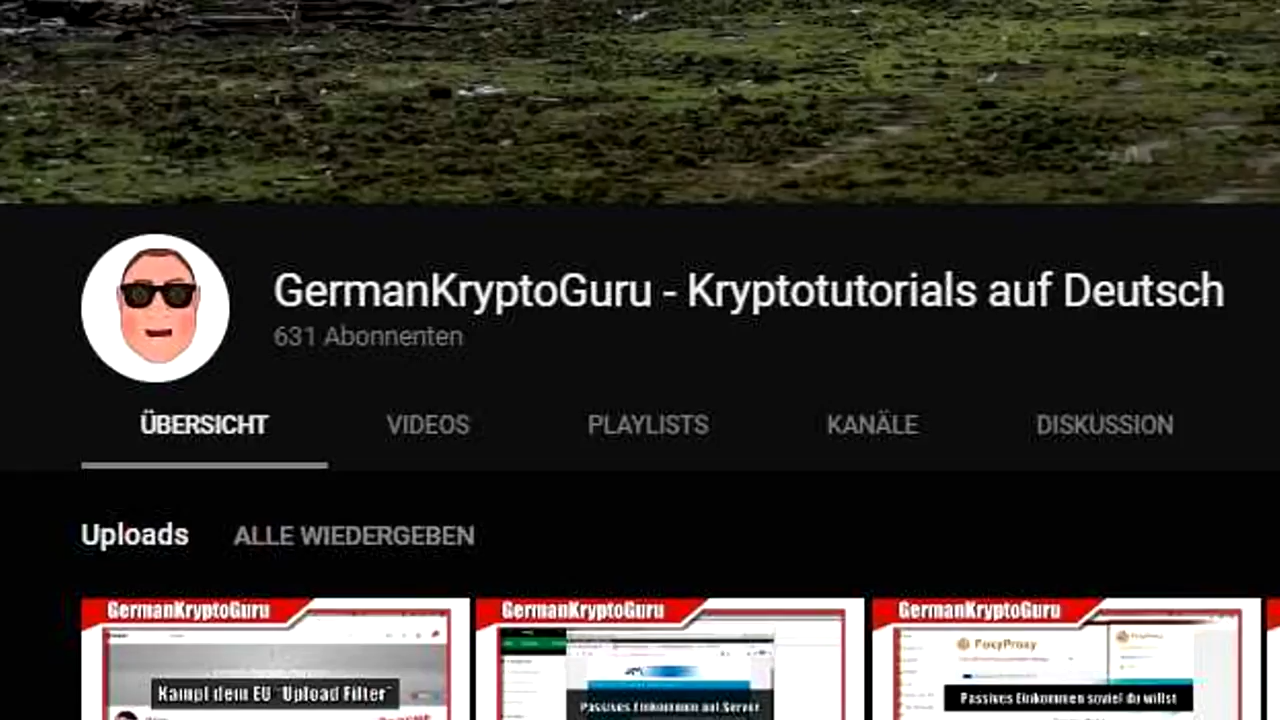 GermanKryptoGuru - Kryptotutorials auf Deutsch
631 Abonnenten
ÜBERSICHT VIDEOS PLAYLISTS KANÄLE DISKUSSION
Uploads ALLE WIEDERGEBEN
GermanKryptoGuru GermanKryptoGuru GermanKryptoGuru
FoxyProxy
Kampf dem EU "Upload Filter" Passives Einkommen auf Server Passives Einkommen soviel du willst